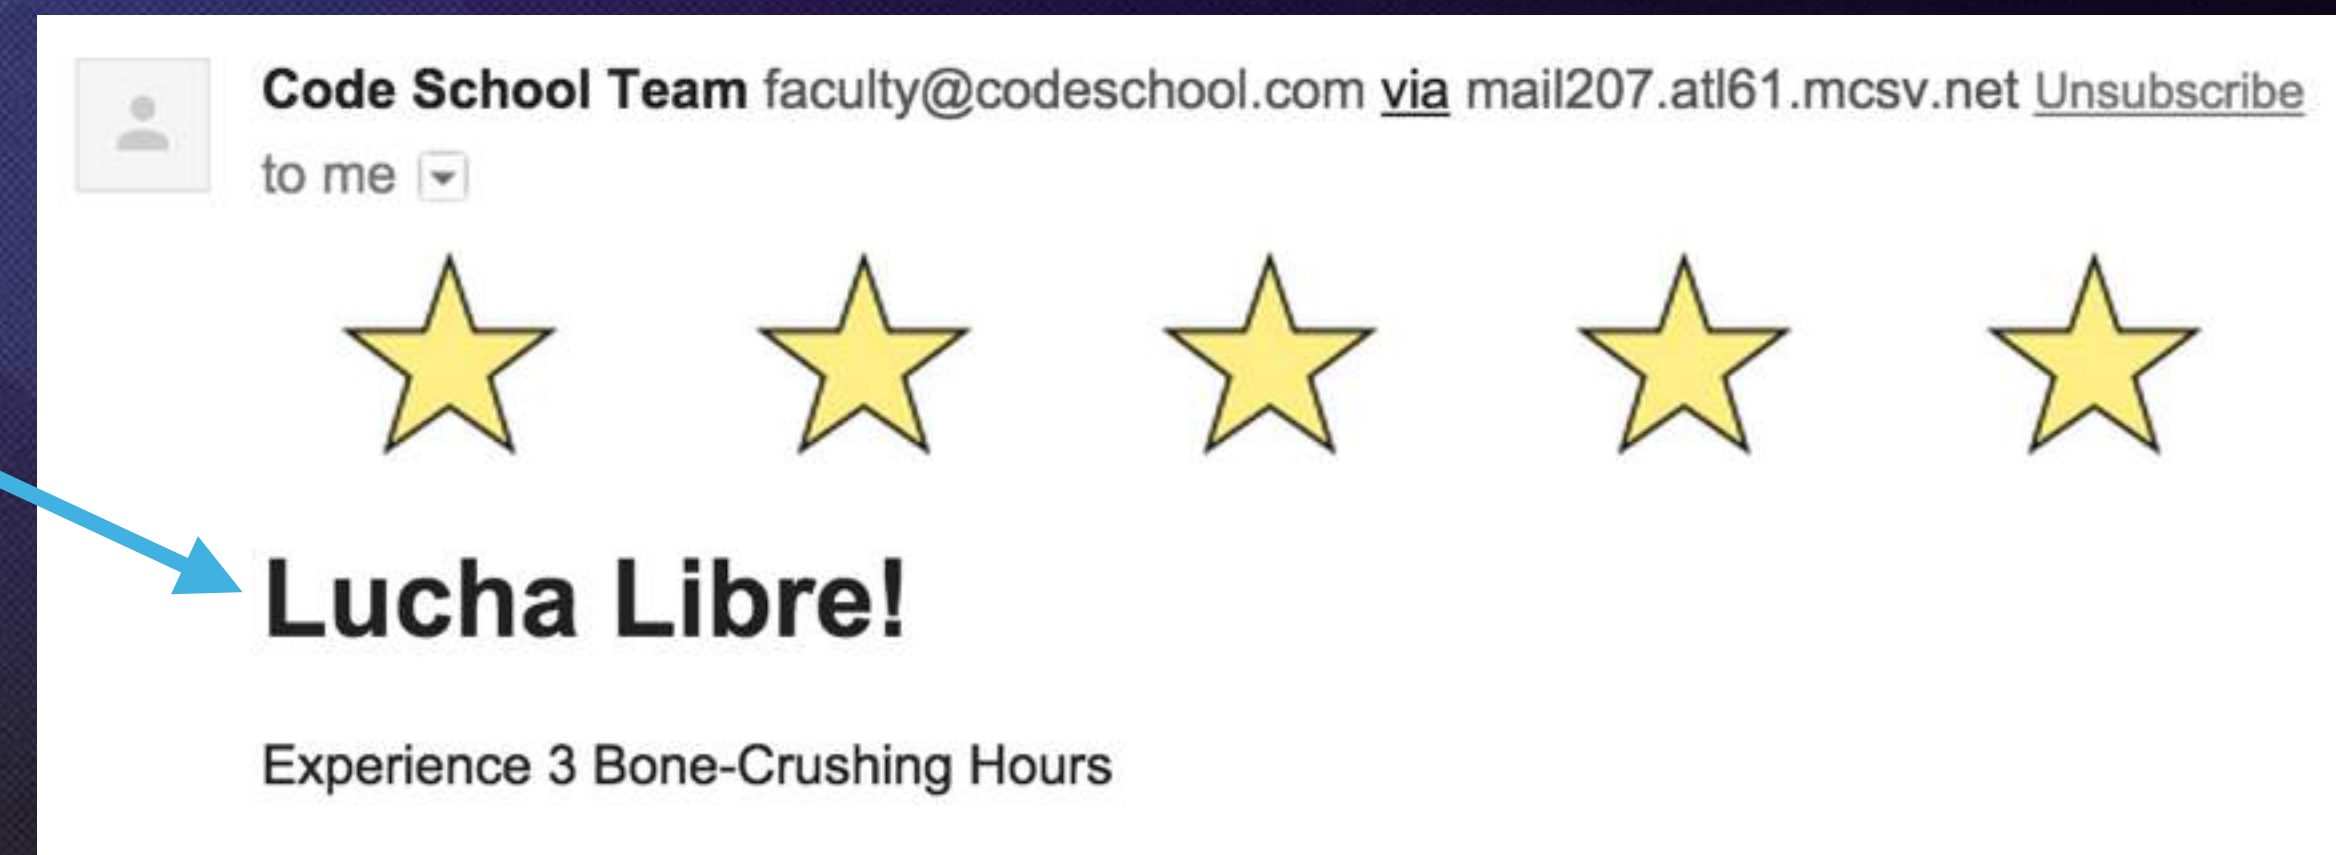 Code School Team faculty@codeschool.com via mail207.atl61.mcsv.net Unsubscribe
to me
Lucha Libre!
Experience 3 Bone-Crushing Hours